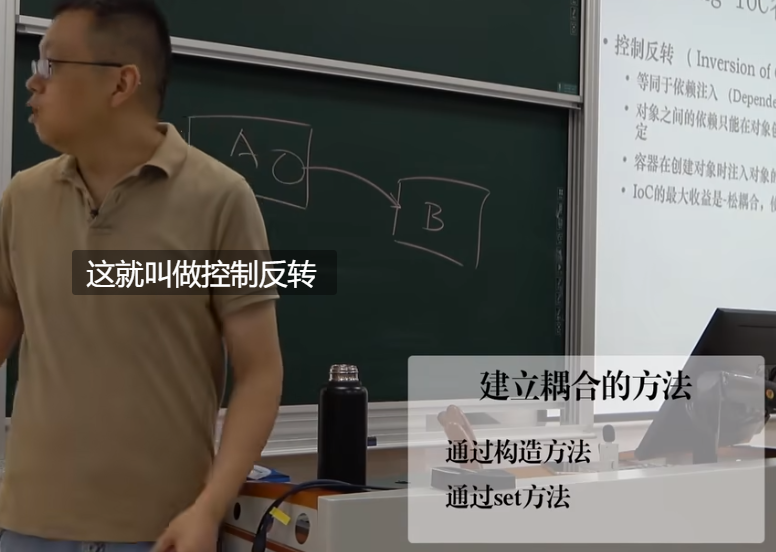 控制反转 ( Inversion of
等同于依赖注入 (Depende
对象之间的依赖只能在对象
定
容器在创建对象时注入对象的
IoC的最大收益是-松耦合，
A
B
这就叫做控制反转
建立耦合的方法
通过构造方法
通过set方法